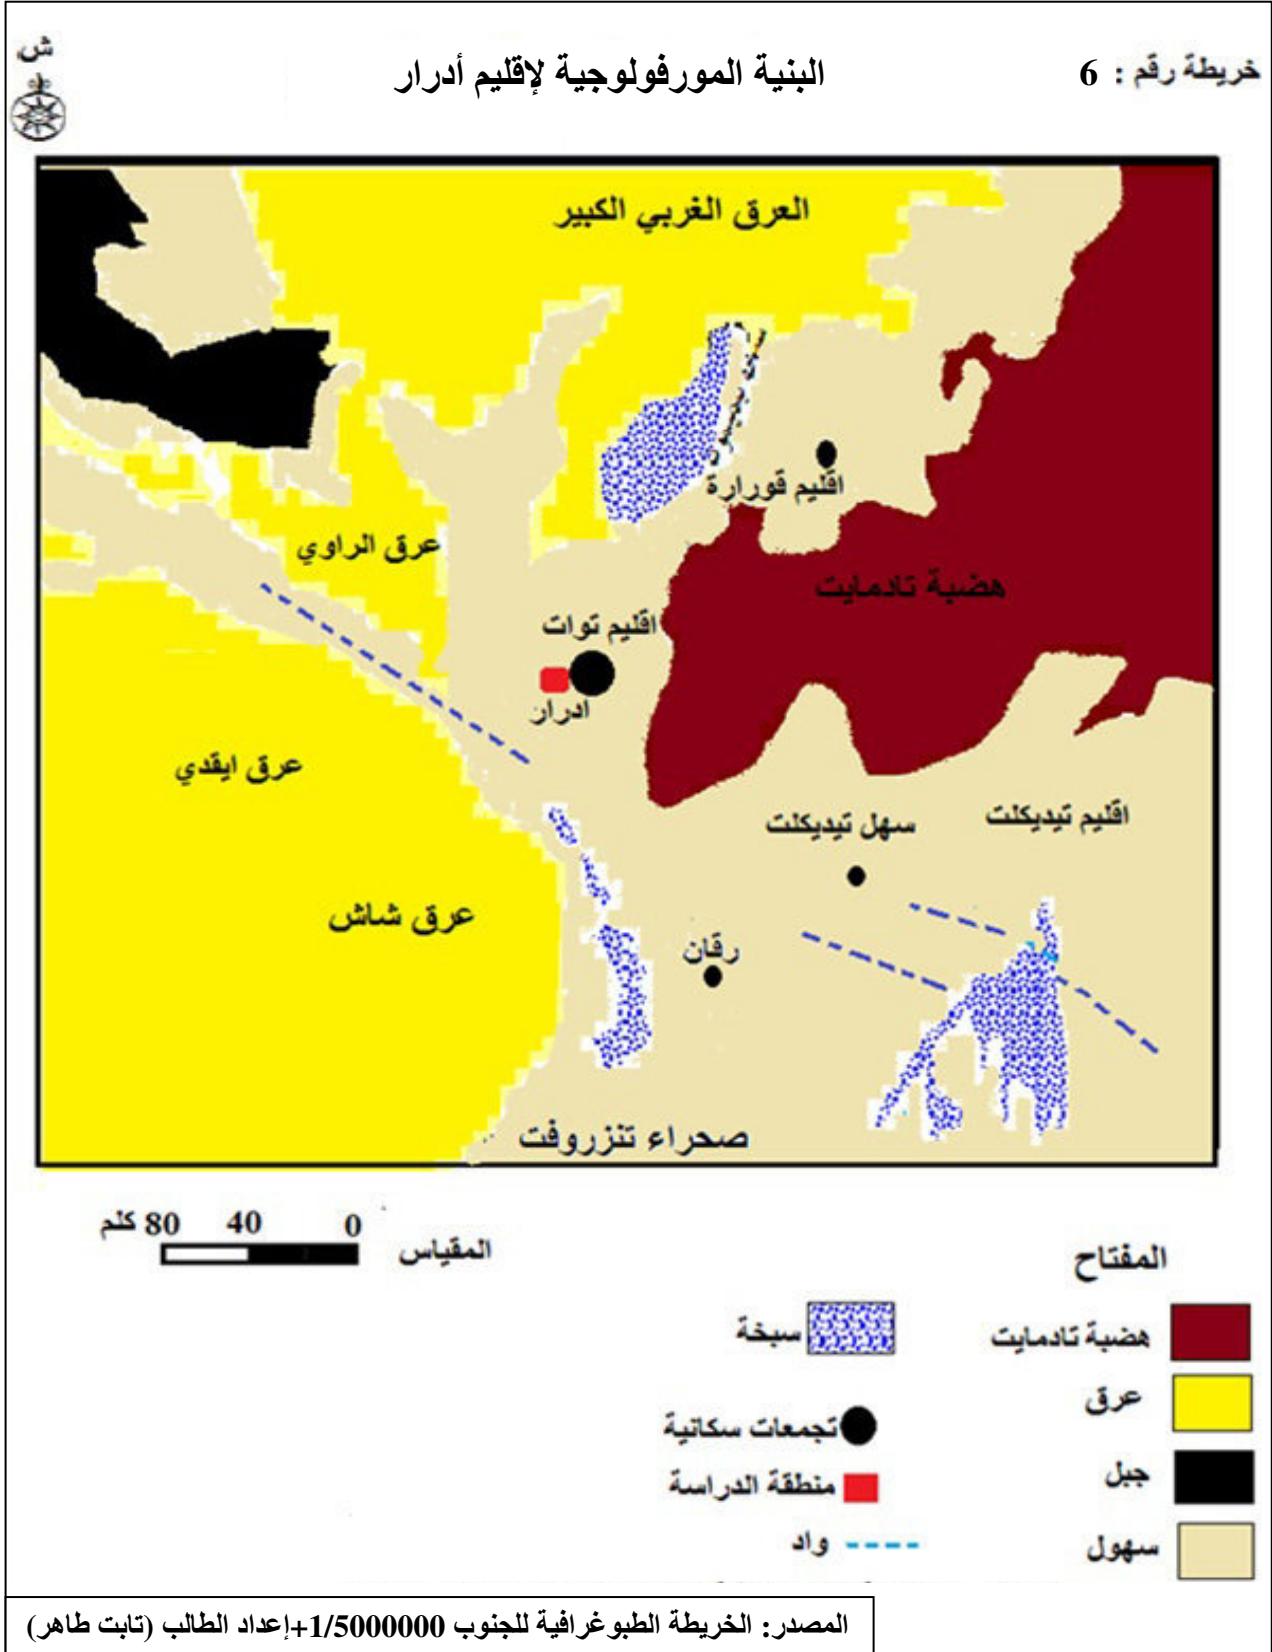 خريطة رقم : 6
البنية المورفولوجية لإقليم أدرار
ش
العرق الغربي الكبير
اقليم قورارة
عرق الراوي
هضبة تادمايت
اقليم توات
ادرار
عرق ايقدي
سهل تيديكلت
اقليم تيديكلت
عرق شاش
رقان
صحراء تنزروفت
المقياس
0 40 80 كلم
المفتاح
هضبة تادمايت
عرق
جبل
سهول
سبخة
تجمعات سكانية
منطقة الدراسة
واد
المصدر: الخريطة الطبوغرافية للجنوب 1/5000000+إعداد الطالب (تابت طاهر)